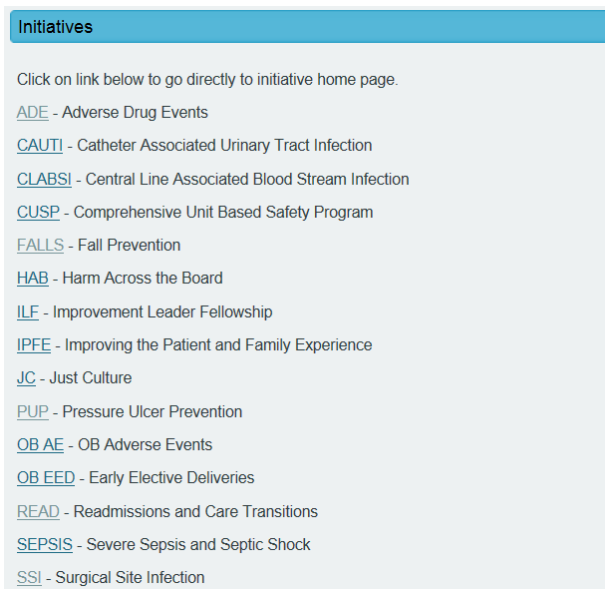 Initiatives
Click on link below to go directly to initiative home page.
ADE - Adverse Drug Events
CAUTI - Catheter Associated Urinary Tract Infection
CLABSI - Central Line Associated Blood Stream Infection
CUSP - Comprehensive Unit Based Safety Program
FALLS - Fall Prevention
HAB - Harm Across the Board
ILF - Improvement Leader Fellowship
IPFE - Improving the Patient and Family Experience
JC - Just Culture
PUP - Pressure Ulcer Prevention
OB AE - OB Adverse Events
OB EED - Early Elective Deliveries
READ - Readmissions and Care Transitions
SEPSIS - Severe Sepsis and Septic Shock
SSI - Surgical Site Infection